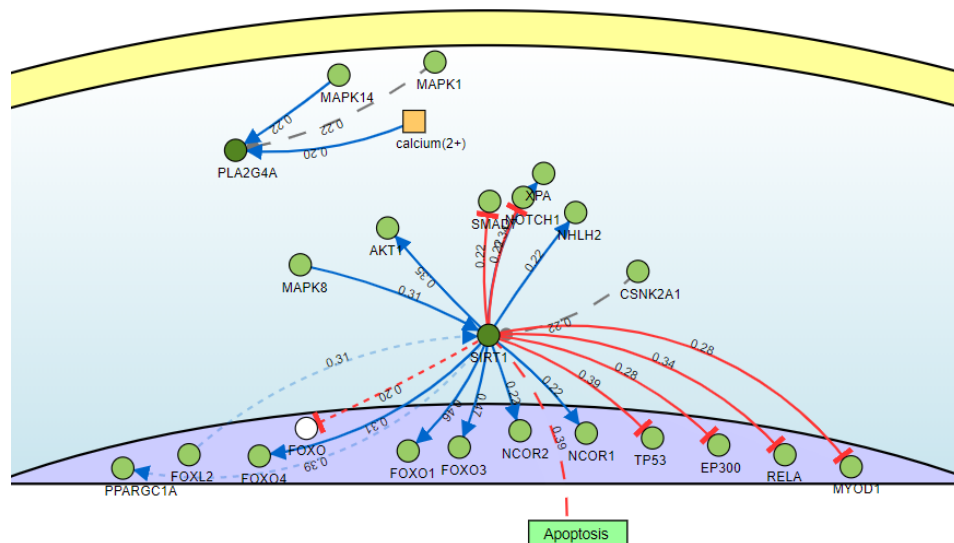 MAPK1
MAPK14
0.22
0.22
calcium(2+)
0.20
PLA2G4A
XPA
SMAD7
NOTCH1
NHLH2
AKT1
0.22
0.22
0.35
CSNK2A1
MAPK8
0.31
0.22
SIRT1
0.31
0.28
0.34
0.28
0.39
0.20
0.22
0.22
0.47
0.46
0.31
0.39
0.39
FOXO
NCOR2
NCOR1
TP53
EP300
RELA
MYOD1
FOXO1
FOXO3
FOXO4
FOXL2
PPARGC1A
Apoptosis